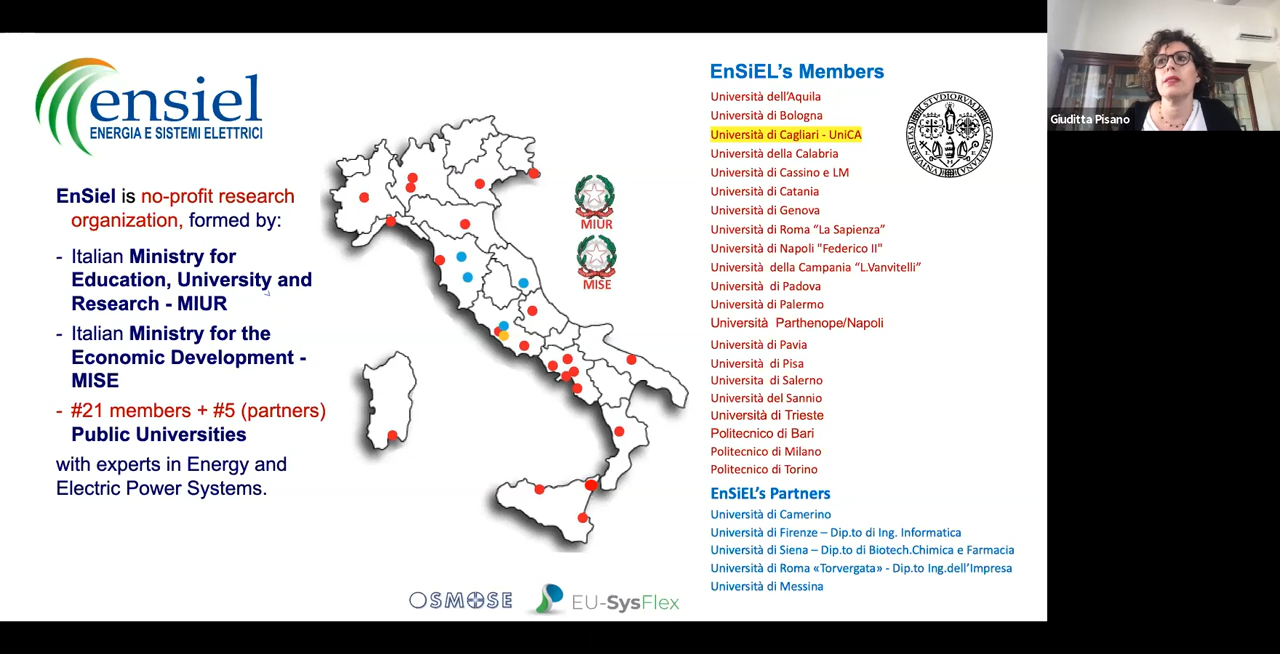 ensiel
ENERGIA E SISTEMI ELETTRICI
EnSiel is no-profit research
organization, formed by:
- Italian Ministry for
Education, University and
Research - MIUR
- Italian Ministry for the
Economic Development -
MISE
- #21 members + #5 (partners)
Public Universities
with experts in Energy and
Electric Power Systems.
MIUR
MISE
OSMOSE
EU-SysFlex
EnSiEL’s Members
Università dell’Aquila
Università di Bologna
Università di Cagliari - UniCA
Università della Calabria
Università di Cassino e LM
Università di Catania
Università di Genova
Università di Roma “La Sapienza”
Università di Napoli "Federico II"
Università della Campania “L.Vanvitelli”
Università di Padova
Università di Palermo
Università Parthenope/Napoli
Università di Pavia
Università di Pisa
Universita di Salerno
Università del Sannio
Università di Trieste
Politecnico di Bari
Politecnico di Milano
Politecnico di Torino
EnSiEL’s Partners
Università di Camerino
Università di Firenze – Dip.to di Ing. Informatica
Università di Siena – Dip.to di Biotech.Chimica e Farmacia
Università di Roma «Torvergata» - Dip.to Ing.dell’Impresa
Università di Messina
Giuditta Pisano